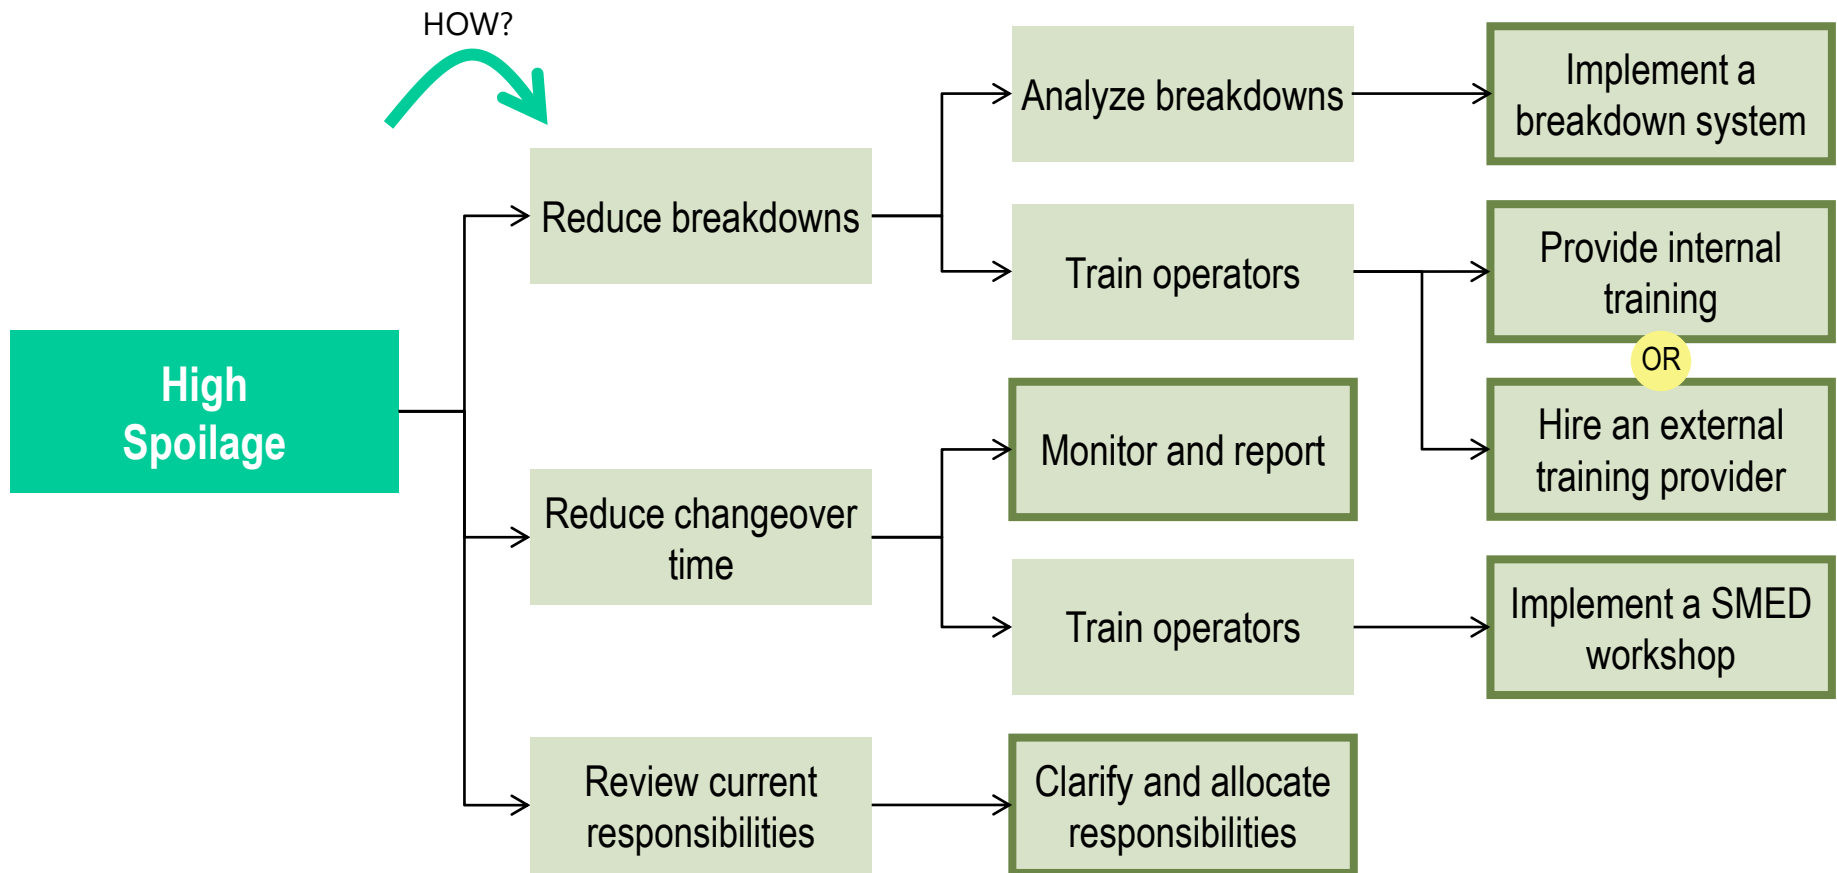 HOW?
High
Spoilage
Reduce breakdowns
Analyze breakdowns
Implement a
breakdown system
Train operators
Provide internal
training
OR
Hire an external
training provider
Reduce changeover
time
Monitor and report
Train operators
Implement a SMED
workshop
Review current
responsibilities
Clarify and allocate
responsibilities